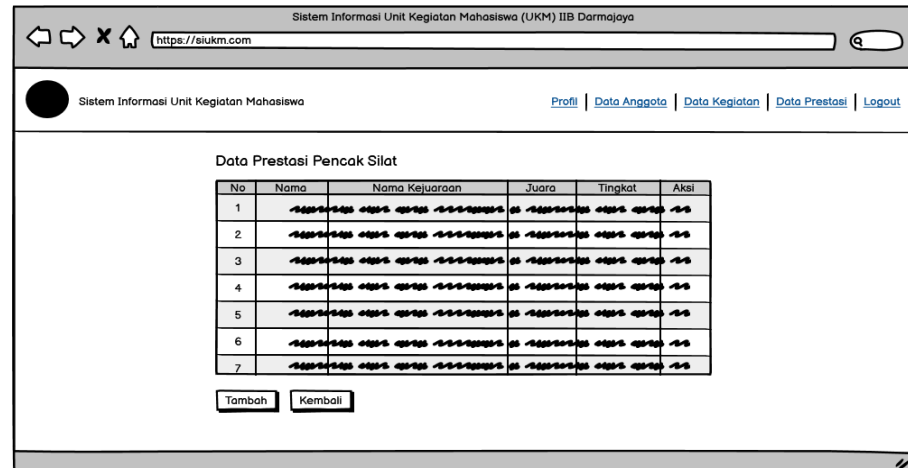 Sistem Informasi Unit Kegiatan Mahasiswa (UKM) IIB Darmajaya
https://siukm.com
Sistem Informasi Unit Kegiatan Mahasiswa
Profil | Data Anggota | Data Kegiatan | Data Prestasi | Logout
Data Prestasi Pencak Silat
No Nama Nama Kejuaraan Juara Tingkat Aksi
1
2
3
4
5
6
7
Tambah Kembali